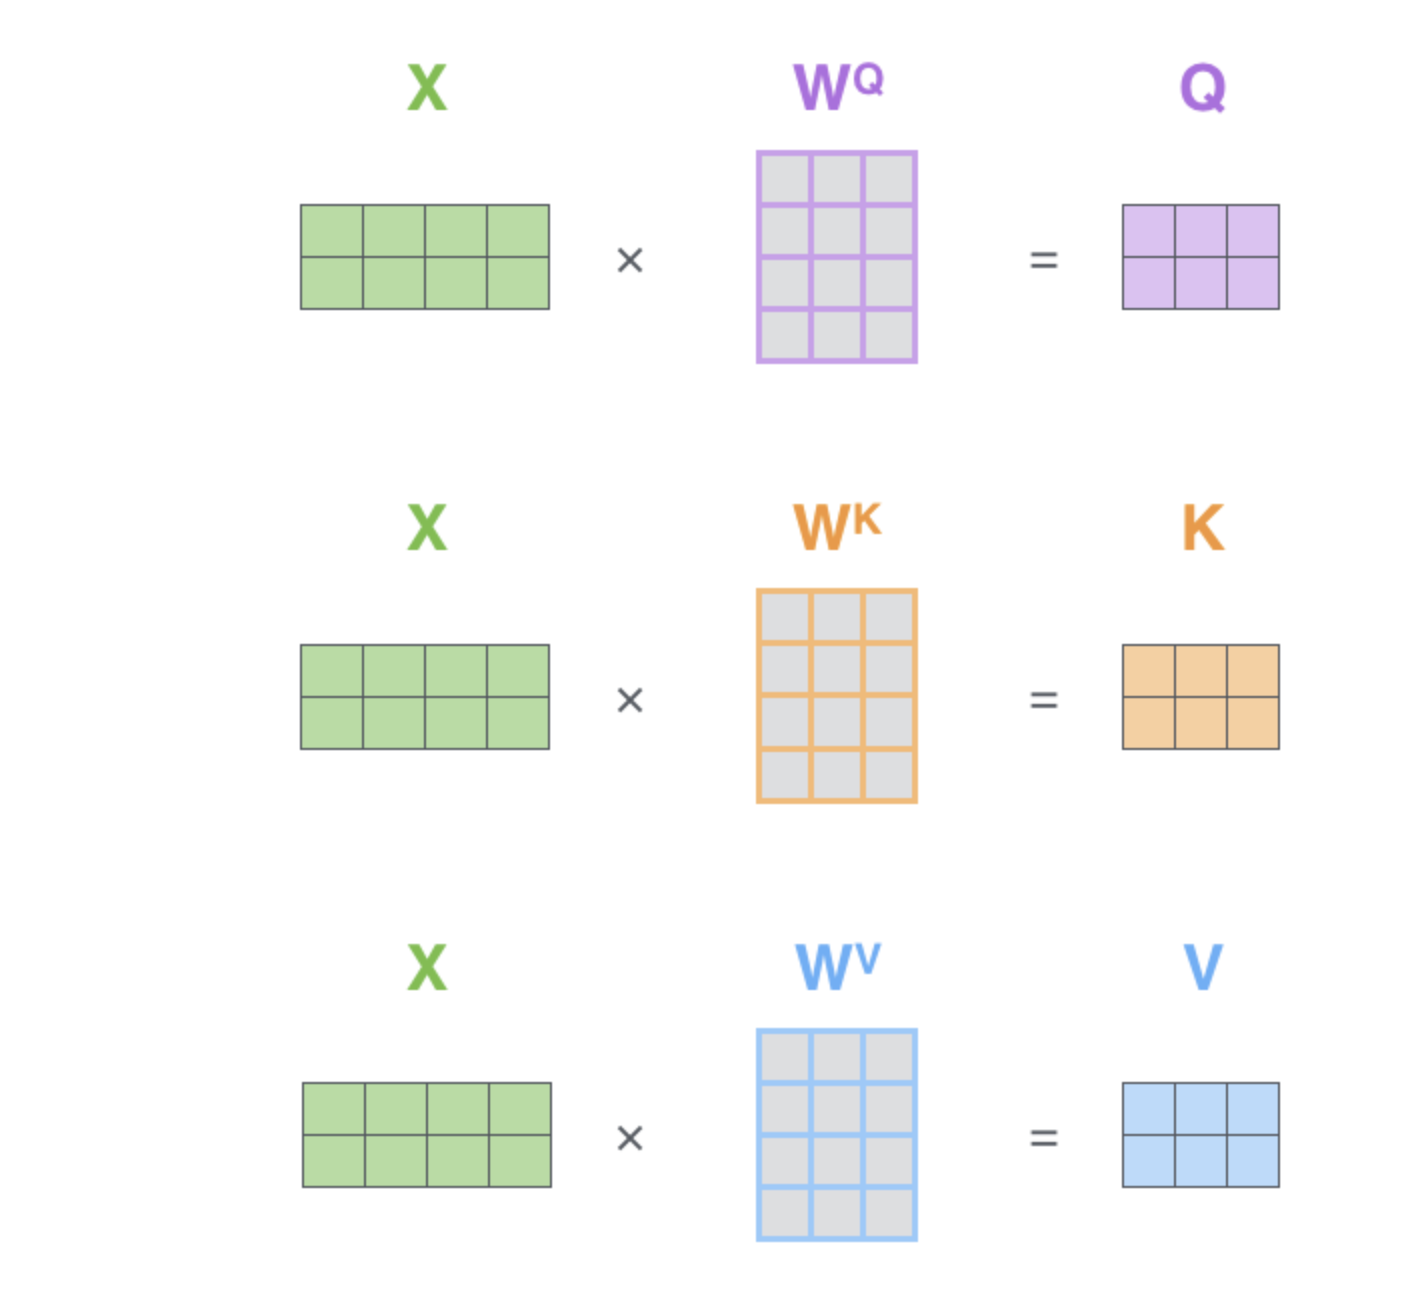 X W^Q Q
× =
X W^K K
× =
X W^V V
× =